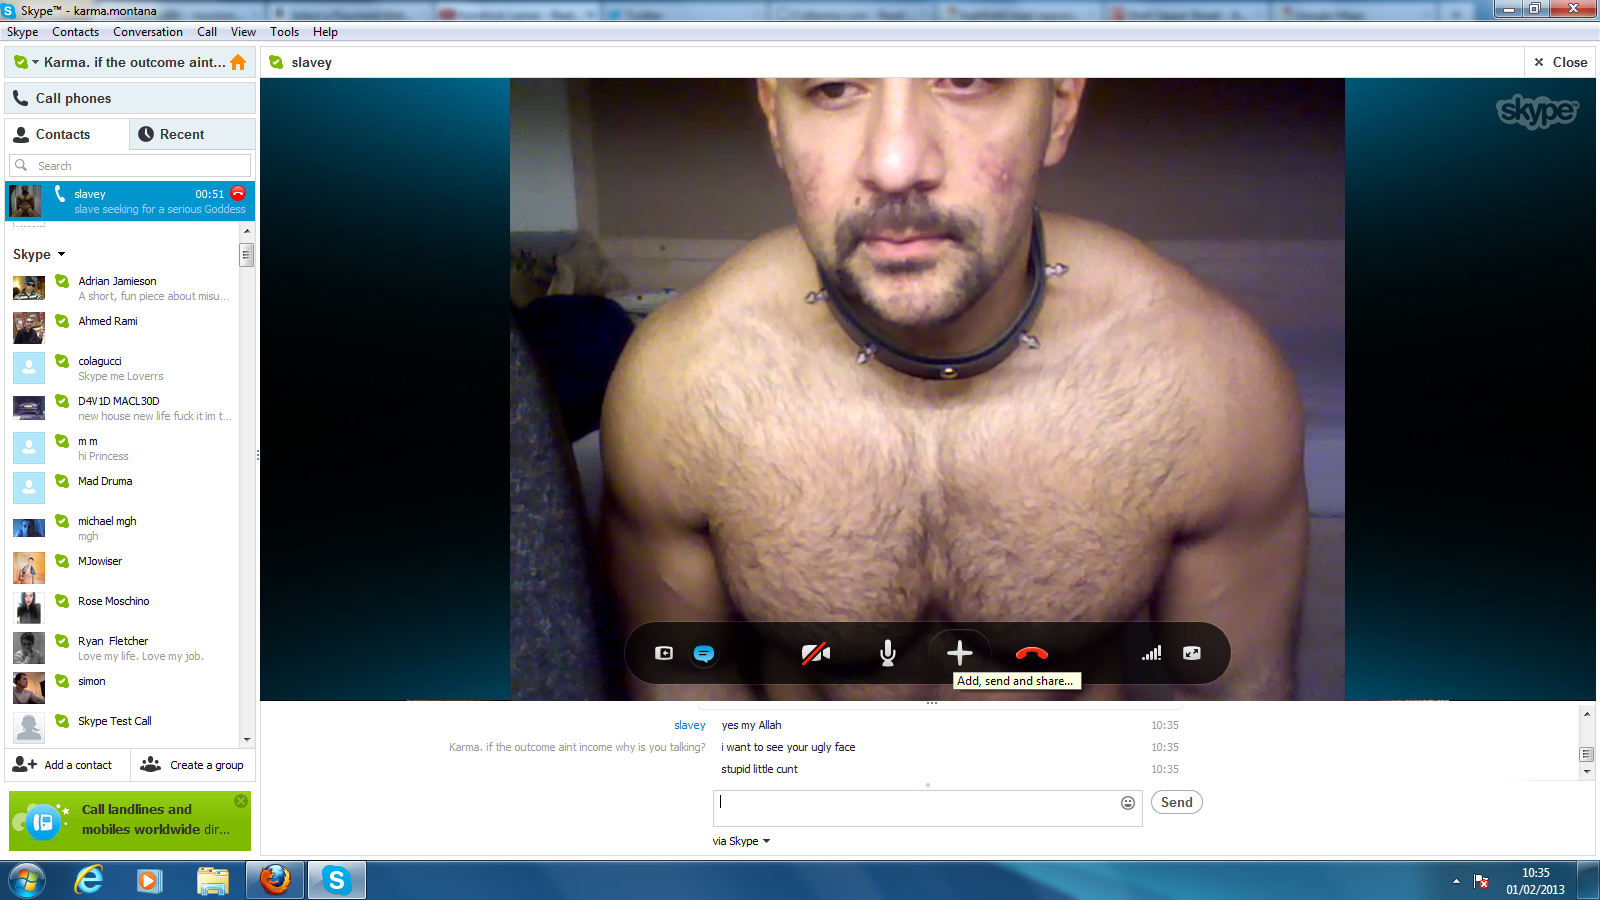 Skype™ - karma.montana
Skype Contacts Conversation Call View Tools Help
Karma. if the outcome aint...
Call phones
Contacts Recent
Search
slavey 00:51
slave seeking for a serious Goddess
Skype
Adrian Jamieson
A short, fun piece about misu...
Ahmed Rami
colagucci
Skype me Loverrs
D4V1D MACL30D
new house new life fuck it im t...
m m
hi Princess
Mad Druma
michael mgh
mgh
MJowiser
Rose Moschino
Ryan Fletcher
Love my life. Love my job.
simon
Skype Test Call
Add a contact Create a group
Call landlines and
mobiles worldwide dir...
slavey Close
skype
Add, send and share...
slavey yes my Allah 10:35
Karma. if the outcome aint income why is you talking? i want to see your ugly face 10:35
stupid little cunt 10:35
Send
via Skype
10:35
01/02/2013